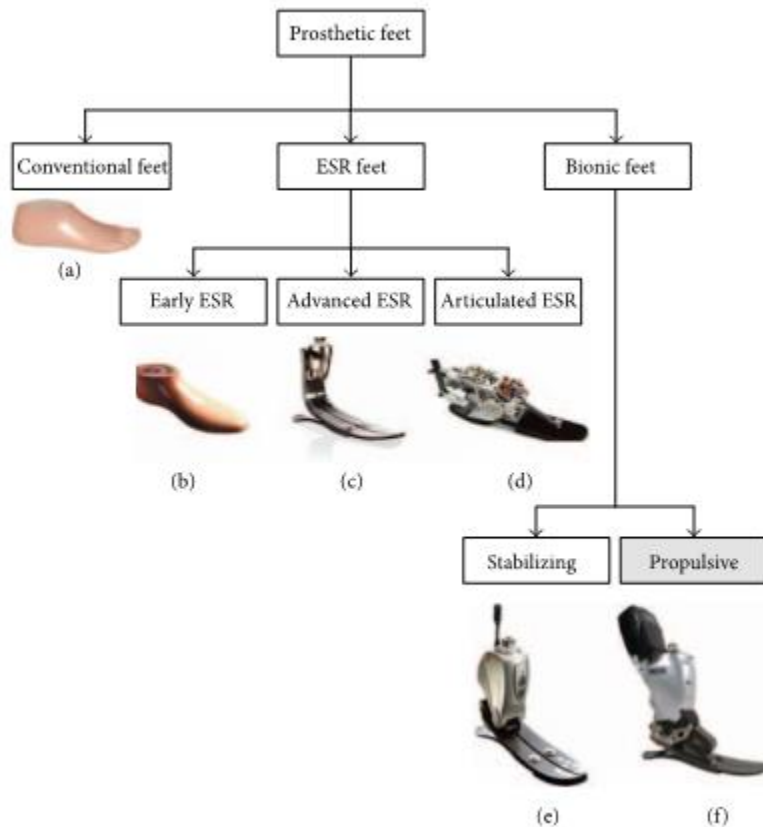 Prosthetic feet
Conventional feet
ESR feet
Bionic feet
(a)
Early ESR
Advanced ESR
Articulated ESR
(b)
(c)
(d)
Stabilizing
Propulsive
(e)
(f)